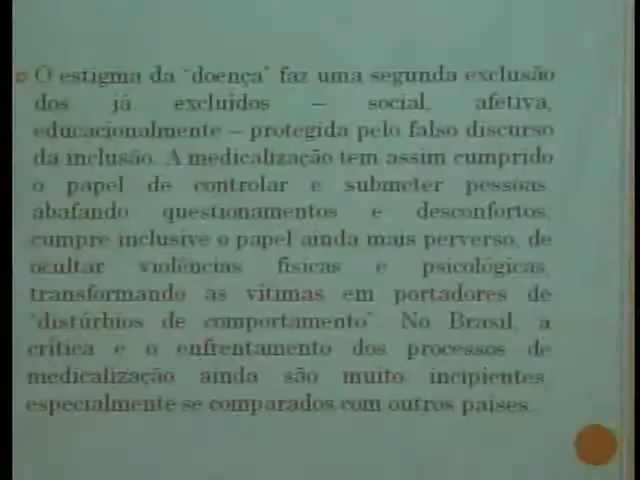 O estigma da "doença" faz uma segunda exclusão
dos já excluídos – social, afetiva,
educacionalmente – protegida pelo falso discurso
da inclusão. A medicalização tem assim cumprido
o papel de controlar e submeter pessoas,
abafando questionamentos e desconfortos;
cumpre inclusive o papel ainda mais perverso, de
ocultar violências físicas e psicológicas,
transformando as vítimas em portadores de
"distúrbios de comportamento". No Brasil, a
crítica e o enfrentamento dos processos de
medicalização ainda são muito incipientes,
especialmente se comparados com outros países.